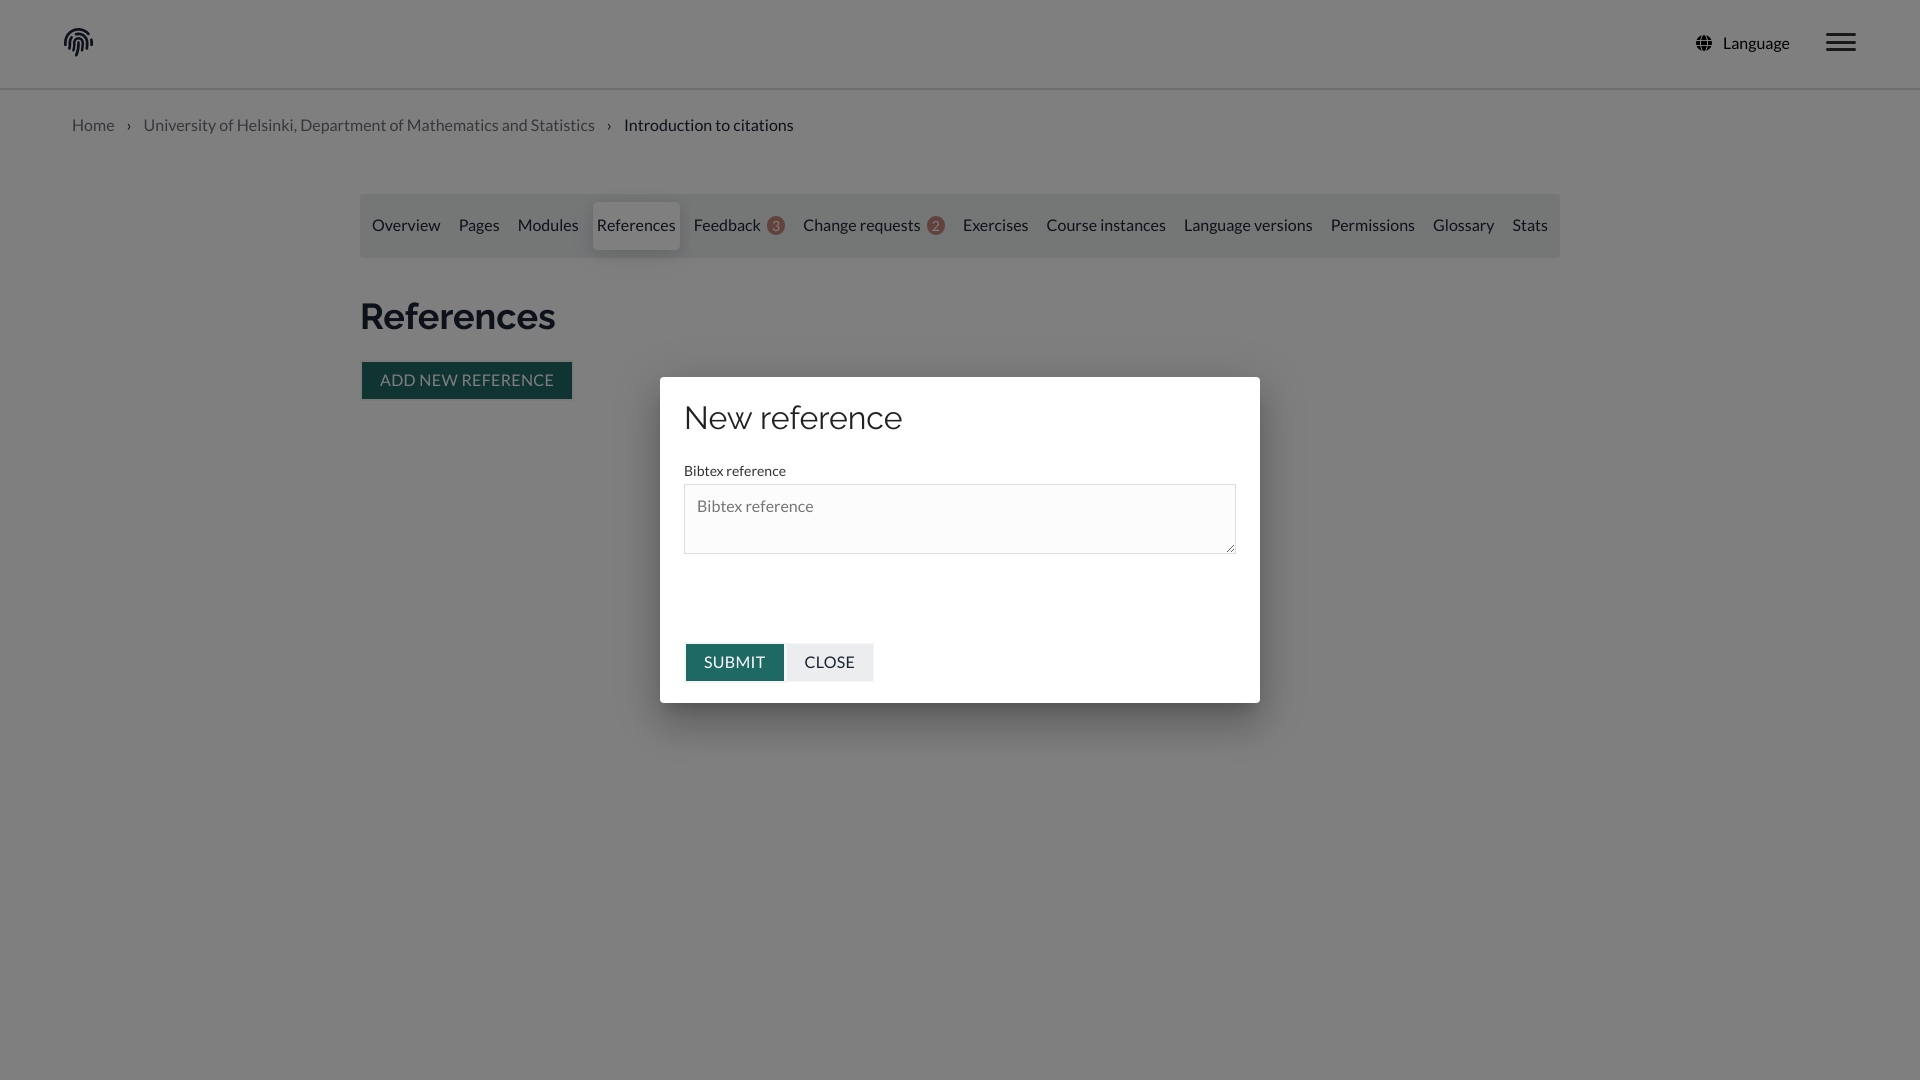 Language
Home › University of Helsinki, Department of Mathematics and Statistics › Introduction to citations
Overview Pages Modules References Feedback 3 Change requests 2 Exercises Course instances Language versions Permissions Glossary Stats
References
ADD NEW REFERENCE
New reference
Bibtex reference
Bibtex reference
SUBMIT CLOSE